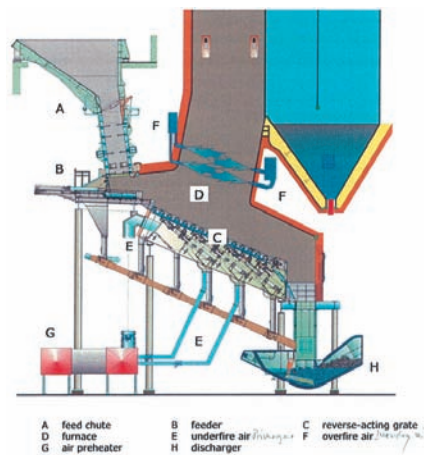 A
F
B
D
F
C
E
G
E
H
A feed chute B feeder C reverse-acting grate
D furnace E underfire air F overfire air
G air preheater H discharger